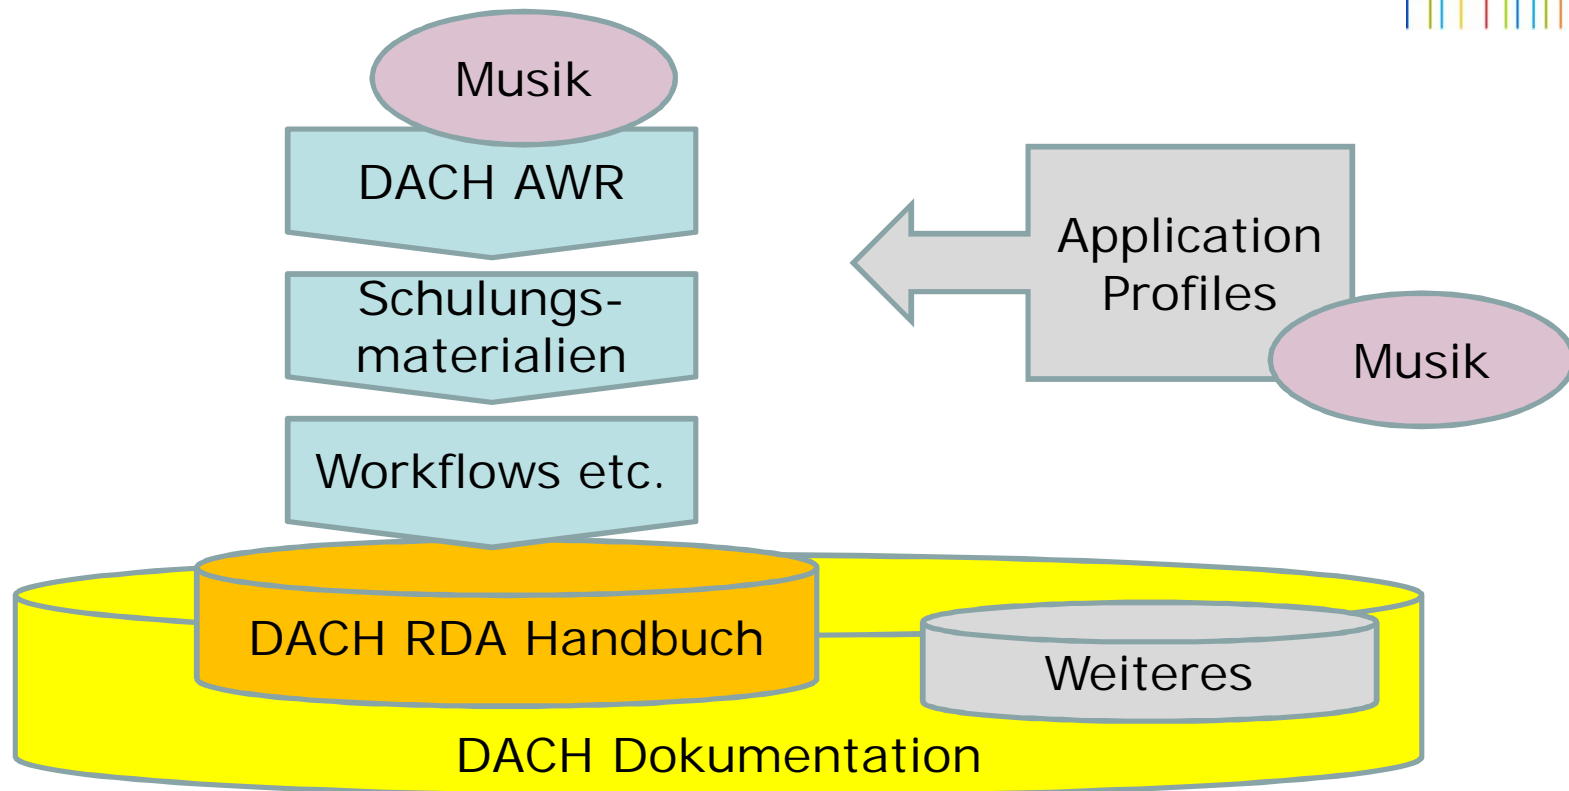 Musik
DACH AWR
Schulungs-
materialien
Workflows etc.
Application
Profiles
Musik
DACH RDA Handbuch
Weiteres
DACH Dokumentation